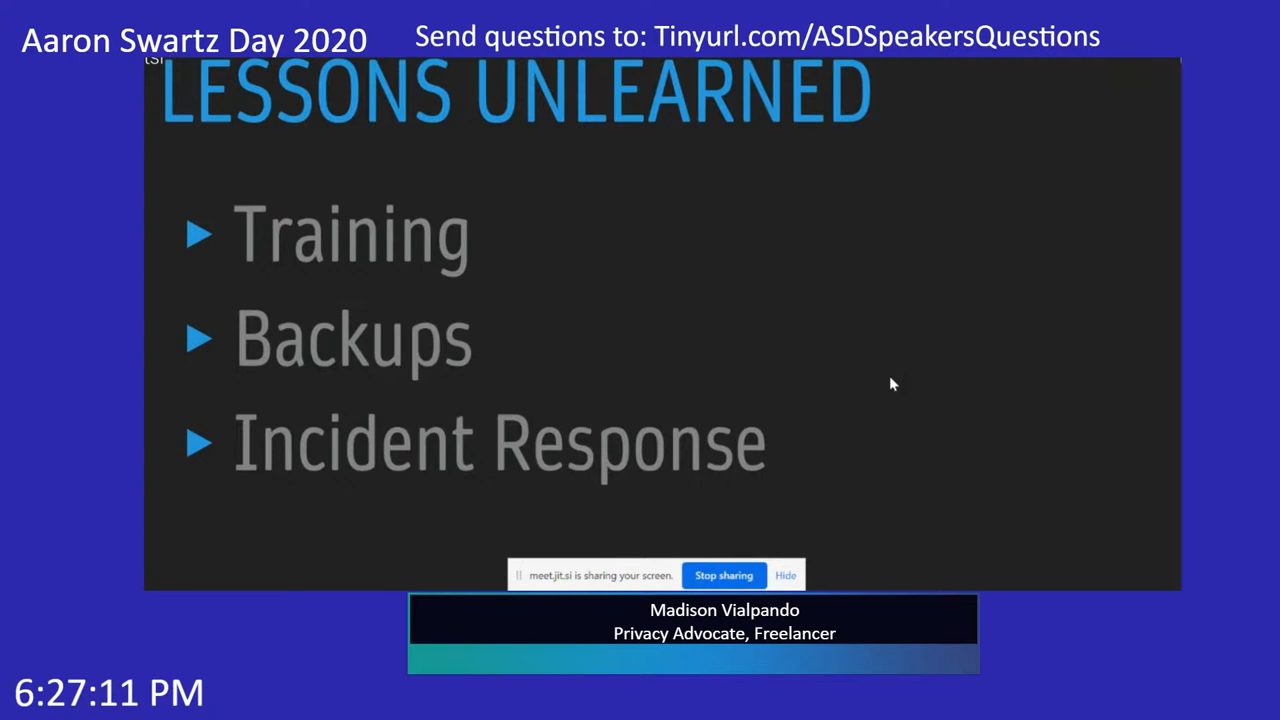 Aaron Swartz Day 2020
Send questions to: Tinyurl.com/ASDSpeakersQuestions
LESSONS UNLEARNED
Training
Backups
Incident Response
meet.jit.si is sharing your screen. Stop sharing Hide
Madison Vialpando
Privacy Advocate, Freelancer
6:27:11 PM